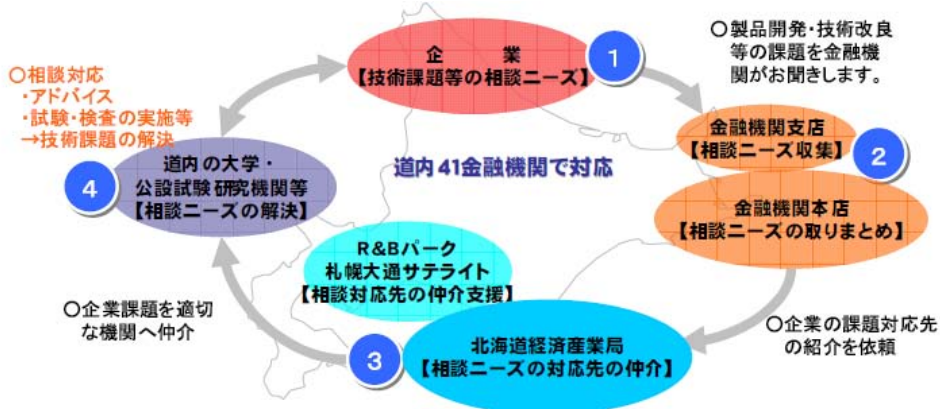 企　業
【技術課題等の相談ニーズ】
1
○製品開発・技術改良
等の課題を金融機
関がお聞きします。
金融機関支店
【相談ニーズ収集】
2
金融機関本店
【相談ニーズの取りまとめ】
○企業の課題対応先
の紹介を依頼
道内41金融機関で対応
R&Bパーク
札幌大通サテライト
【相談対応先の仲介支援】
北海道経済産業局
【相談ニーズの対応先の仲介】
3
○企業課題を適切
な機関へ仲介
○相談対応
・アドバイス
・試験・検査の実施等
→技術課題の解決
4
道内の大学・
公設試験研究機関等
【相談ニーズの解決】